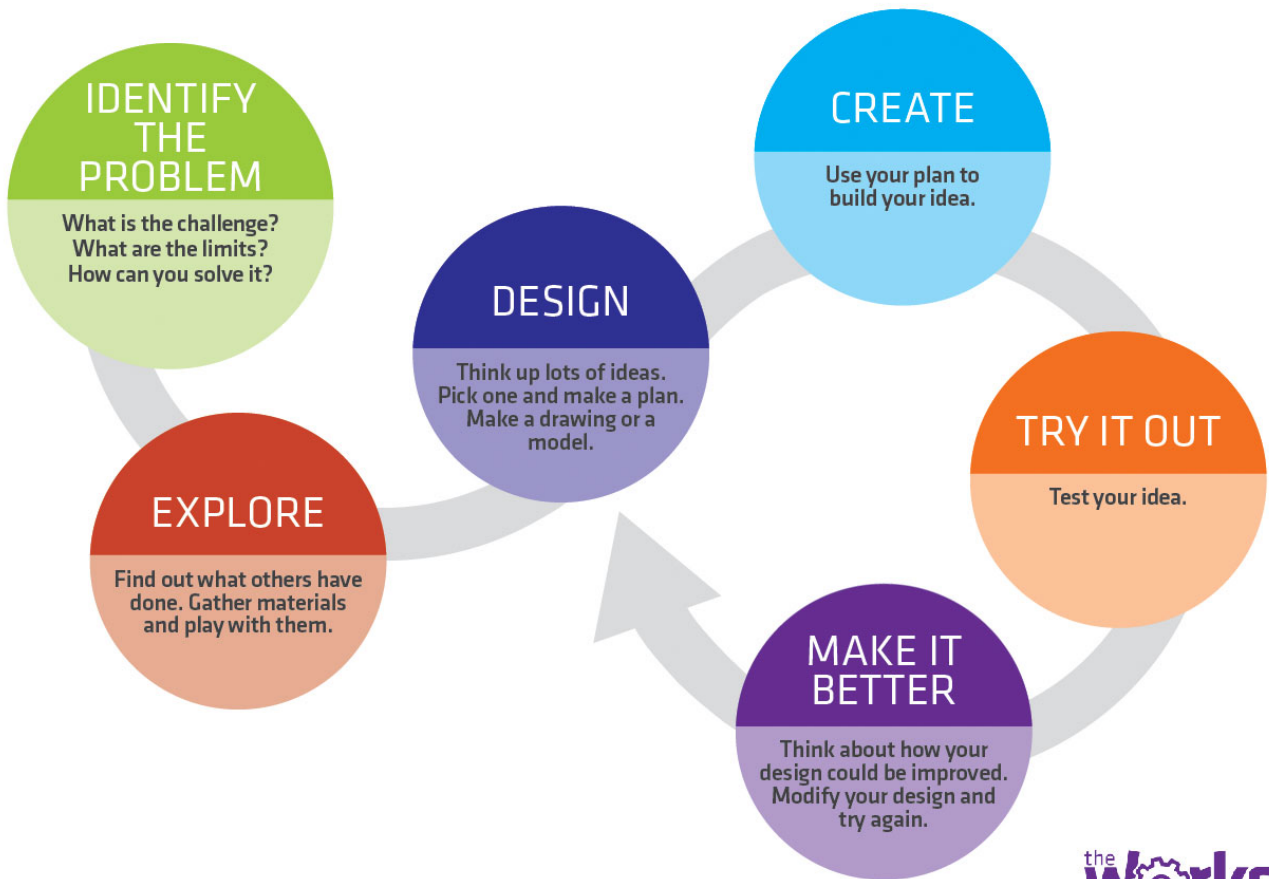 IDENTIFY
THE
PROBLEM
What is the challenge?
What are the limits?
How can you solve it?
EXPLORE
Find out what others have
done. Gather materials
and play with them.
DESIGN
Think up lots of ideas.
Pick one and make a plan.
Make a drawing or a
model.
CREATE
Use your plan to
build your idea.
TRY IT OUT
Test your idea.
MAKE IT
BETTER
Think about how your
design could be improved.
Modify your design and
try again.
the